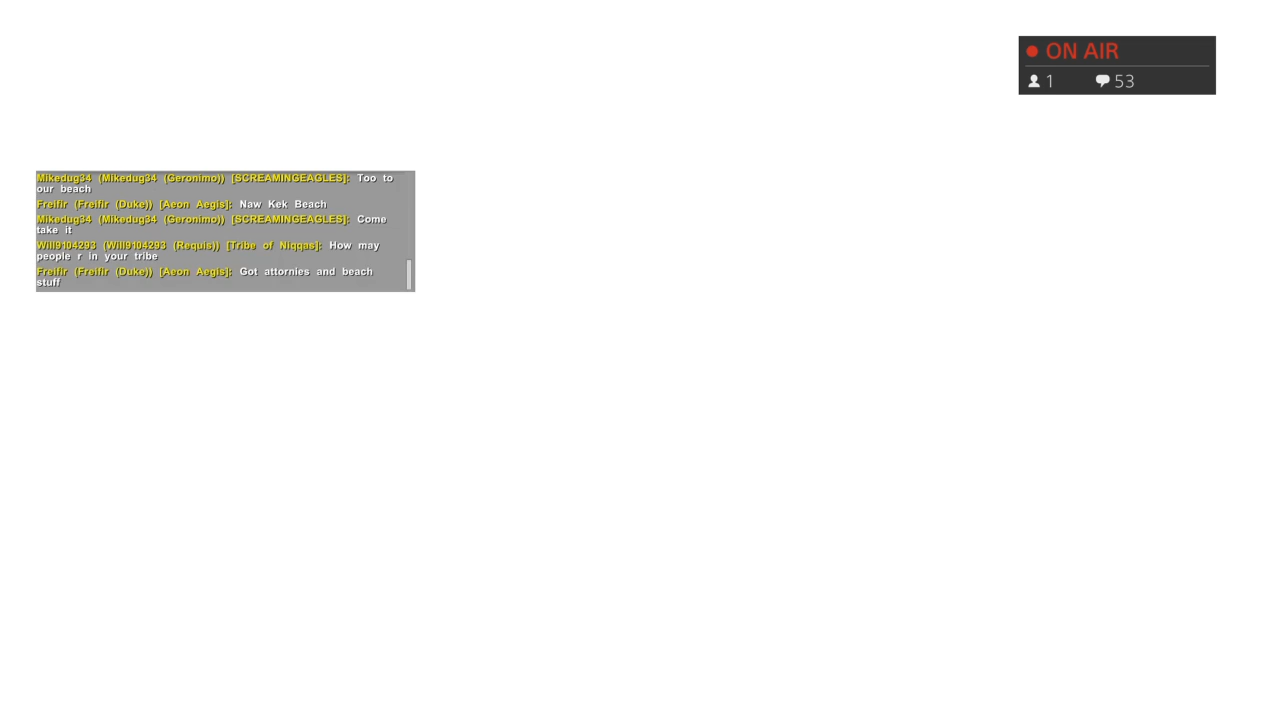 ON AIR
1 53
Mikedug34 (Mikedug34 (Geronimo)) [SCREAMINGEAGLES]: Too to
our beach
Freifir (Freifir (Duke)) [Aeon Aegis]: Naw Kek Beach
Mikedug34 (Mikedug34 (Geronimo)) [SCREAMINGEAGLES]: Come
take it
Will9104293 (Will9104293 (Requis)) [Tribe of Niqqas]: How may
people r in your tribe
Freifir (Freifir (Duke)) [Aeon Aegis]: Got attornies and beach
stuff